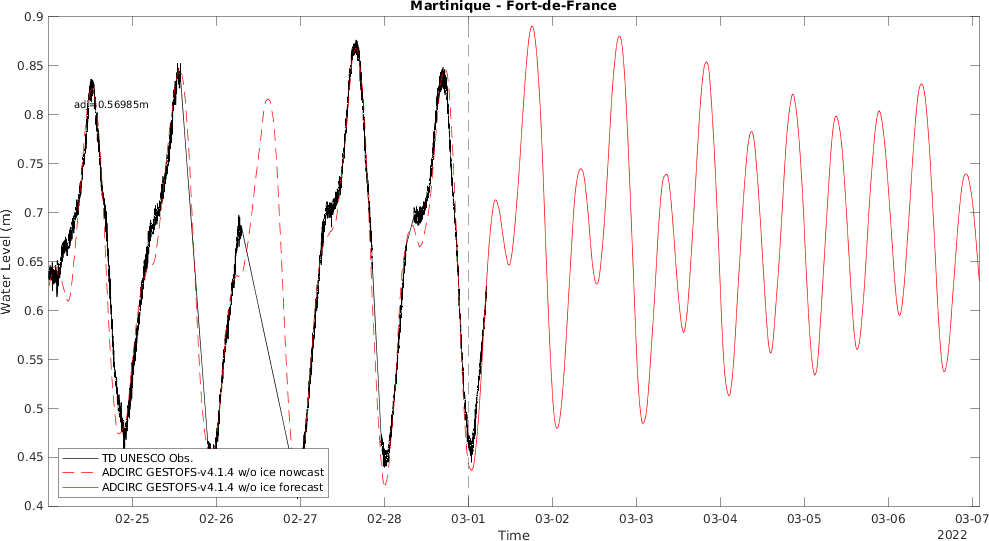 Martinique - Fort-de-France
0.9
0.85
0.8
0.75
0.7
0.65
0.6
0.55
0.5
0.45
0.4
Water Level (m)
adj=0.56985m
TD UNESCO Obs.
ADCIRC GESTOFS-v4.1.4 w/o ice nowcast
ADCIRC GESTOFS-v4.1.4 w/o ice forecast
02-25 02-26 02-27 02-28 03-01 03-02 03-03 03-04 03-05 03-06 03-07
Time
2022